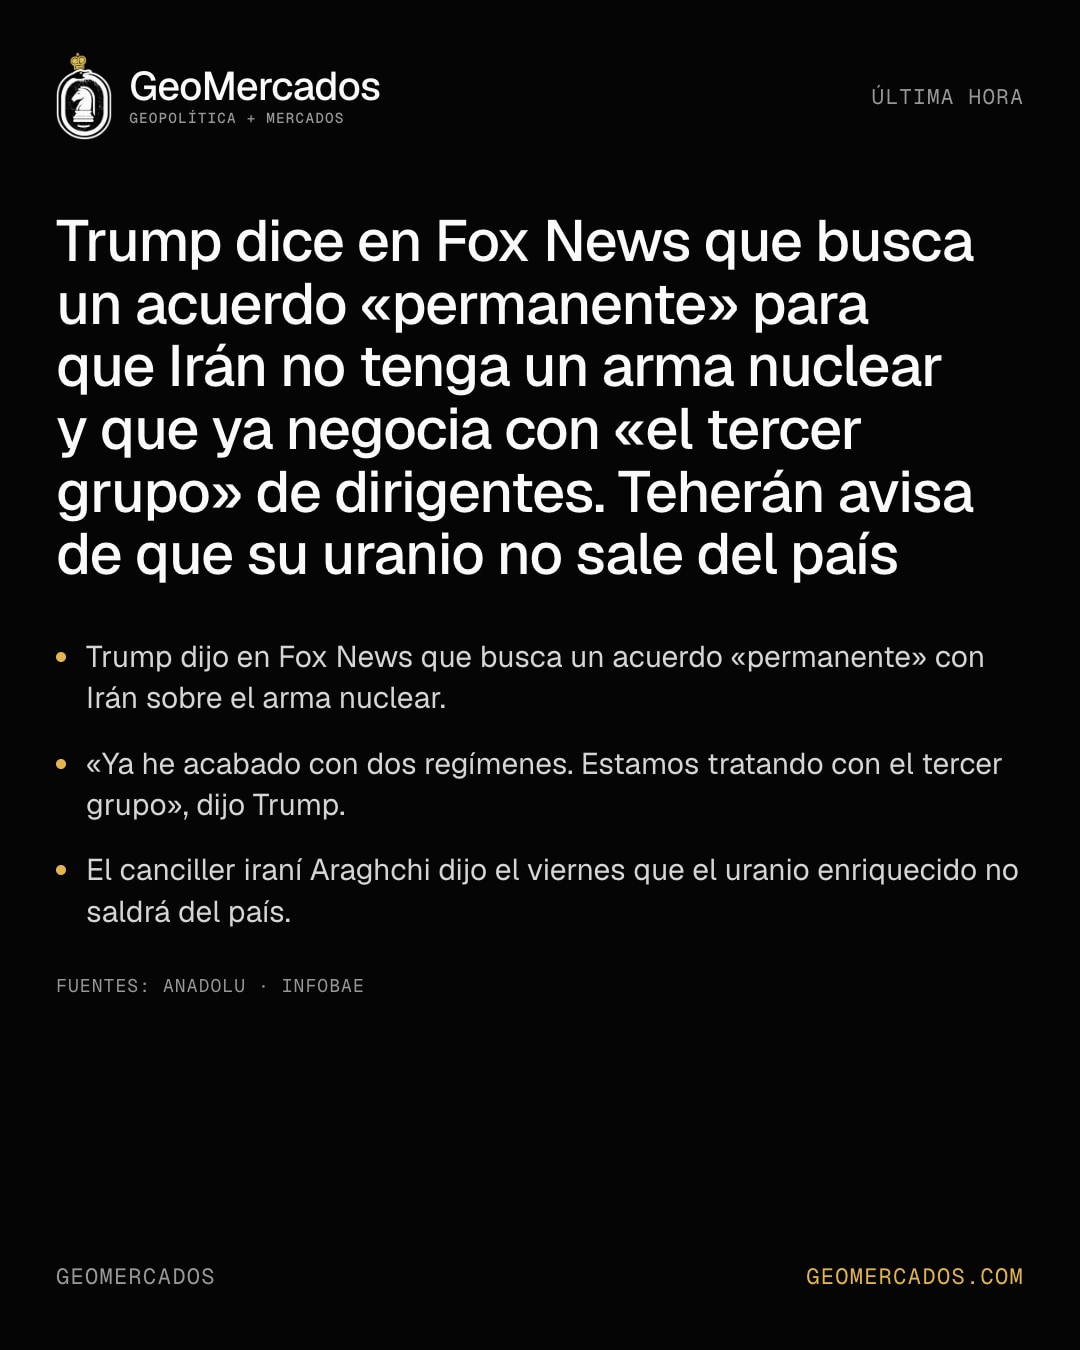 GeoMercados
GEOPOLÍTICA + MERCADOS
ÚLTIMA HORA
Trump dice en Fox News que busca
un acuerdo «permanente» para
que Irán no tenga un arma nuclear
y que ya negocia con «el tercer
grupo» de dirigentes. Teherán avisa
de que su uranio no sale del país
• Trump dijo en Fox News que busca un acuerdo «permanente» con
Irán sobre el arma nuclear.
• «Ya he acabado con dos regímenes. Estamos tratando con el tercer
grupo», dijo Trump.
• El canciller iraní Araghchi dijo el viernes que el uranio enriquecido no
saldrá del país.
FUENTES: ANADOLU · INFOBAE
GEOMERCADOS
GEOMERCADOS.COM